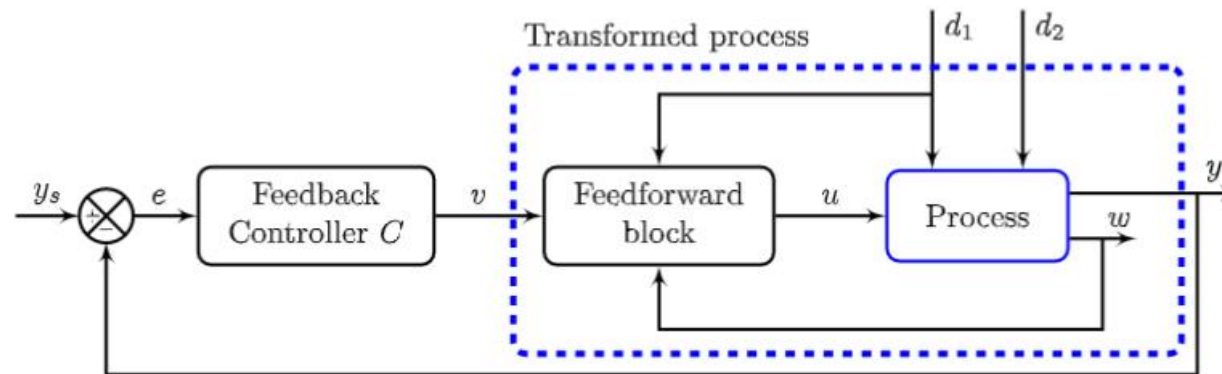 Transformed process
d₁
d₂
yₛ
+
−
e
Feedback
Controller C
v
Feedforward
block
u
Process
y
w